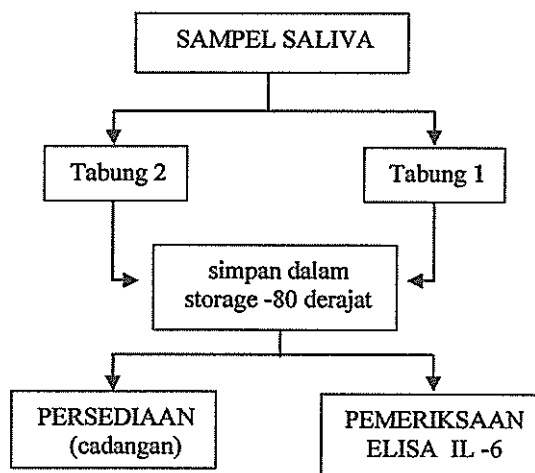 SAMPEL SALIVA
Tabung 2
Tabung 1
simpan dalam
storage -80 derajat
PERSEDIAAN
(cadangan)
PEMERIKSAAN
ELISA IL -6